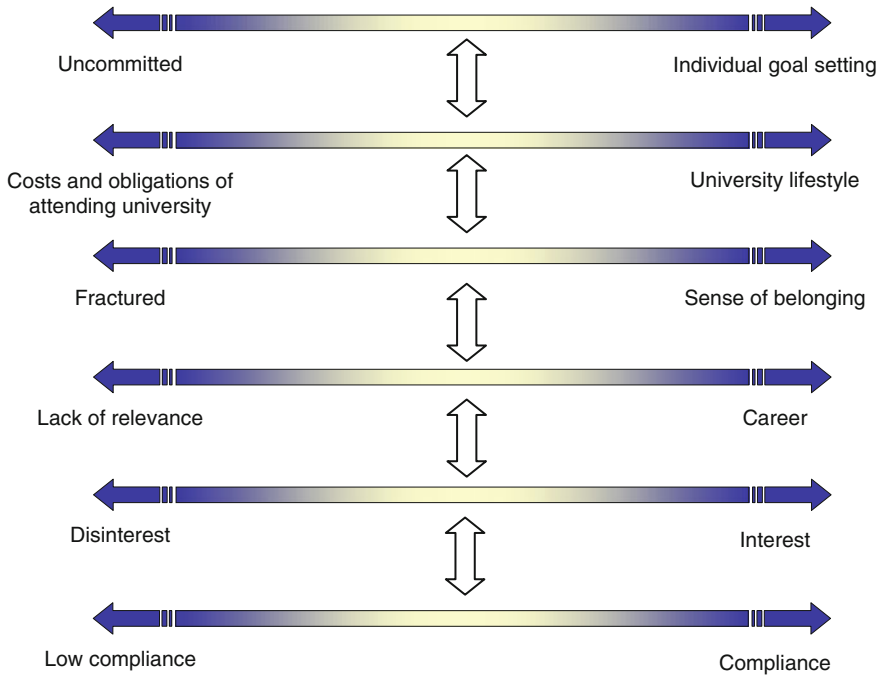 Uncommitted
Individual goal setting
Costs and obligations of
attending university
University lifestyle
Fractured
Sense of belonging
Lack of relevance
Career
Disinterest
Interest
Low compliance
Compliance